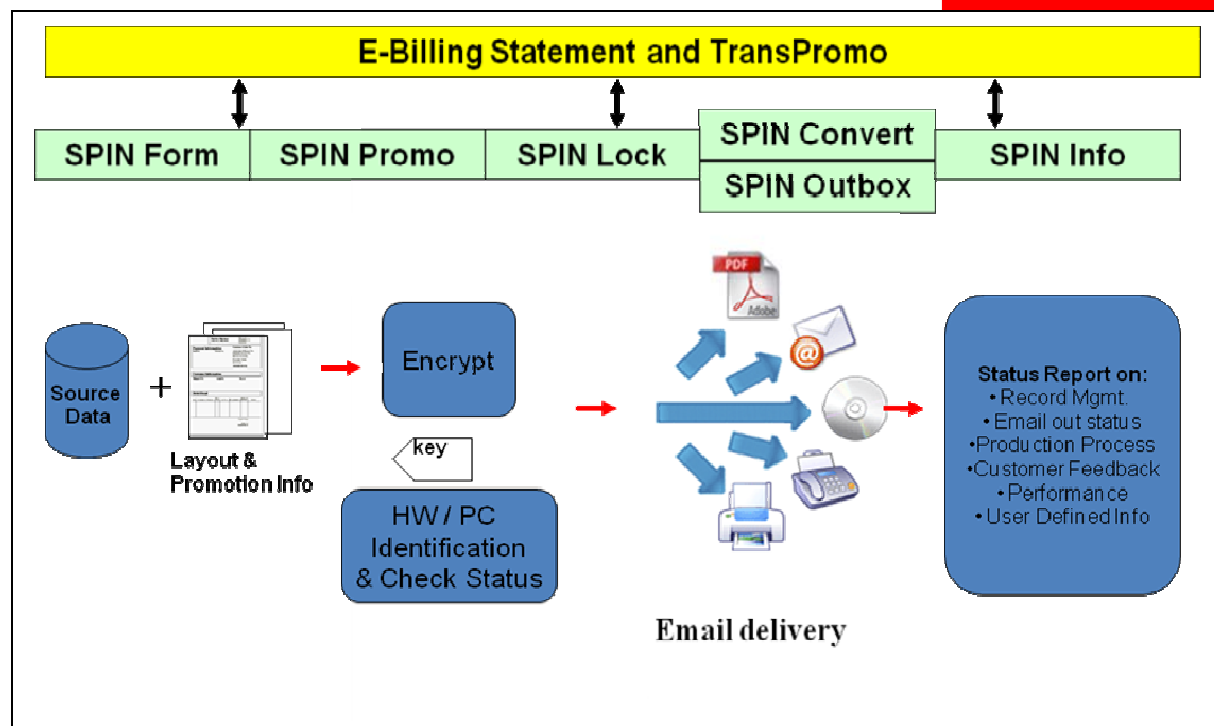 E-Billing Statement and TransPromo
SPIN Form
SPIN Promo
SPIN Lock
SPIN Convert
SPIN Outbox
SPIN Info
Source
Data
+
Layout &
Promotion Info
Encrypt
key
HW / PC
Identification
& Check Status
PDF
Adobe
@
Email delivery
Status Report on:
• Record Mgmt.
• Email out status
• Production Process
• Customer Feedback
• Performance
• User Defined Info